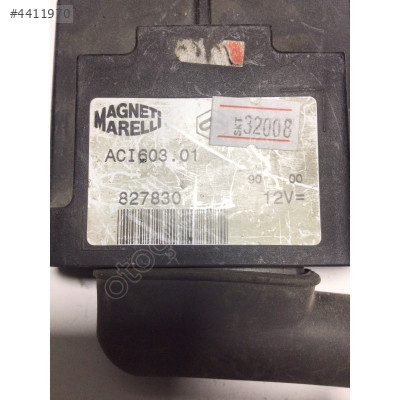 #4411970
MAGNETI
MARELLI
SKT 32008
ACI603.01
90 00
827830
12V=